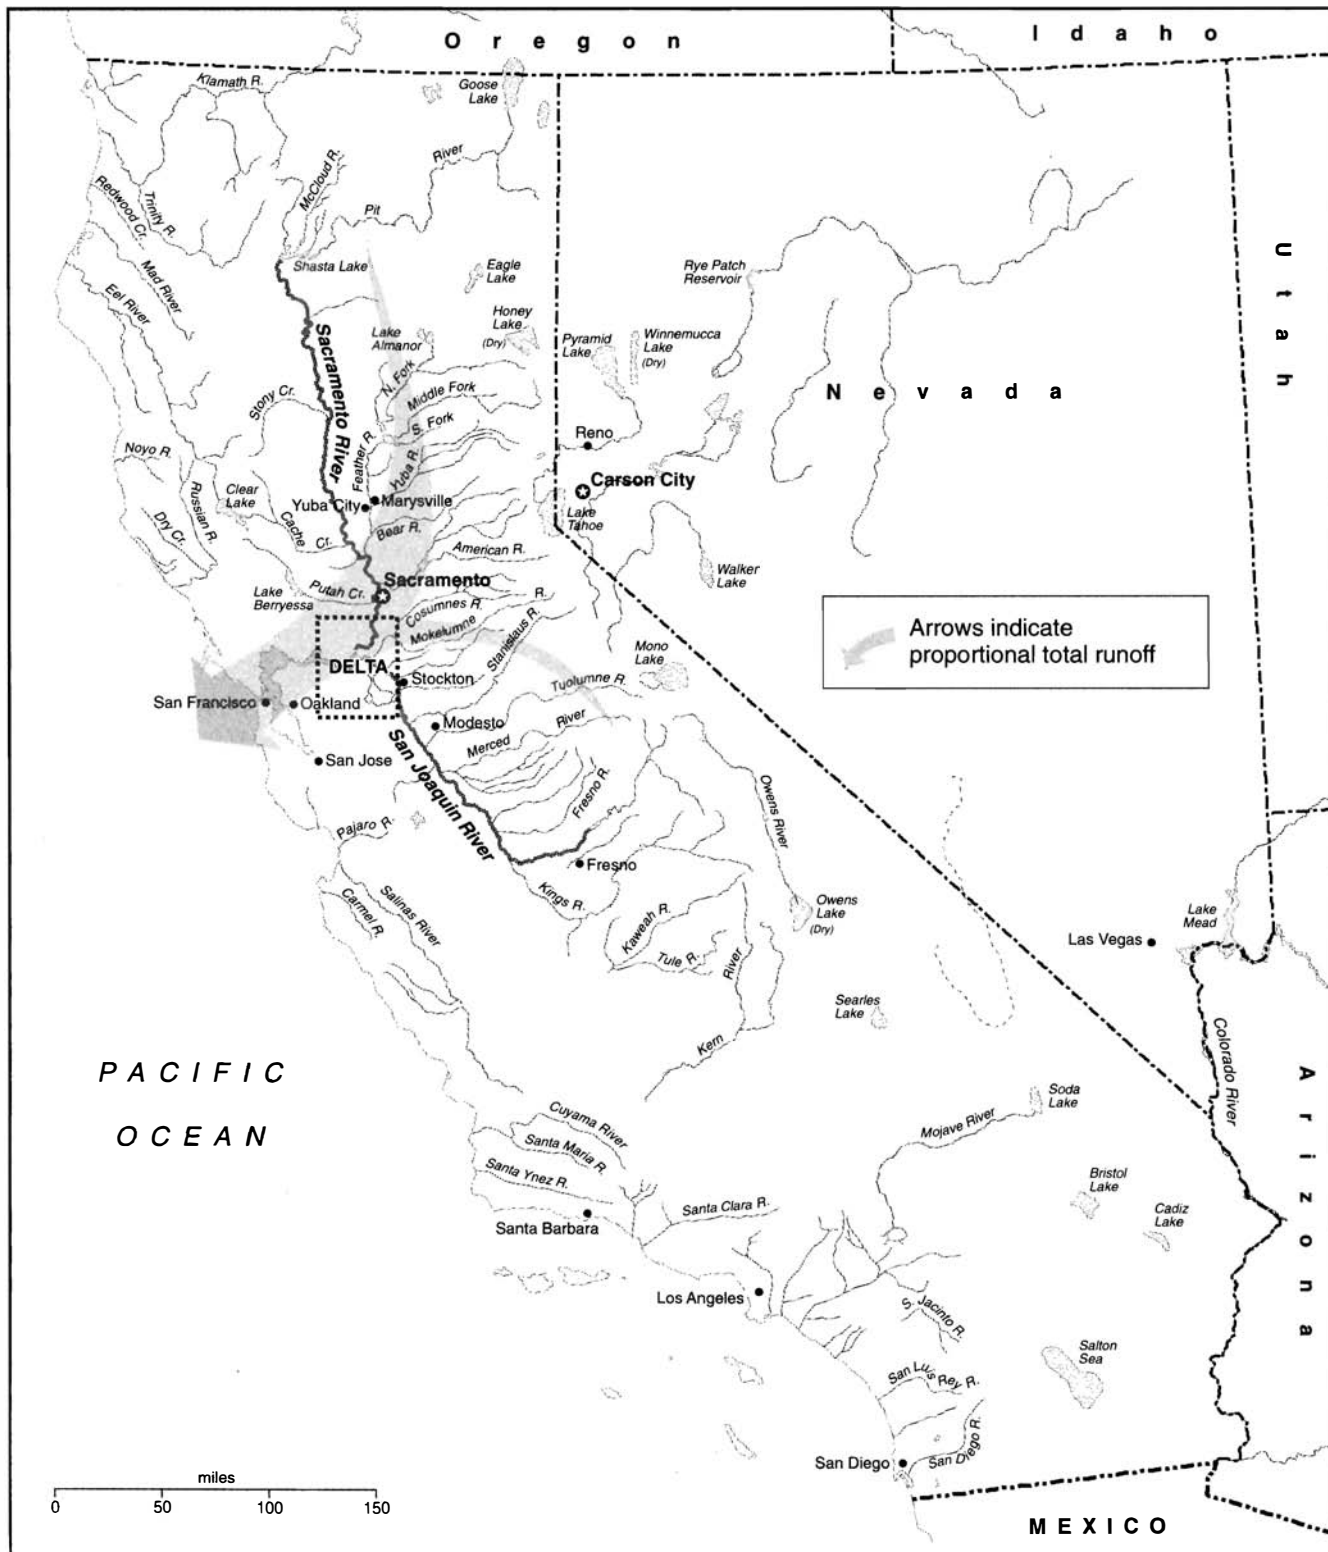 Oregon
Idaho
Klamath R.
Goose
Lake
McCloud R.
River
Pit
Redwood Cr.
Trinity R.
Mad River
Eel River
Shasta Lake
Eagle
Lake
Rye Patch
Reservoir
Utah
Sacramento River
Lake
Almanor
Honey
Lake
(Dry)
Pyramid
Lake
Winnemucca
Lake
(Dry)
N. Fork
Middle Fork
S. Fork
Nevada
Stony Cr.
Feather R.
Yuba R.
Reno
Noyo R.
Russian R.
Clear
Lake
Carson City
Yuba City
Marysville
Lake
Tahoe
Dry Cr.
Cache
Cr.
Bear R.
American R.
Walker
Lake
Lake
Berryessa
Putah Cr.
Sacramento
Cosumnes R.
R.
Mokelumne
Stanislaus R.
Arrows indicate
proportional total runoff
Mono
Lake
DELTA
Stockton
Tuolumne R.
San Francisco
Oakland
Modesto
Merced
River
San Jose
San Joaquin River
Fresno R.
Owens River
Pajaro R.
Fresno
Kings R.
Salinas River
Carmel R.
Kaweah R.
Owens
Lake
(Dry)
Lake
Mead
Las Vegas
Tule R.
River
Searles
Lake
Kern
Colorado River
PACIFIC
OCEAN
Arizona
Soda
Lake
Mojave River
Cuyama River
Santa Maria R.
Santa Ynez R.
Santa Clara R.
Bristol
Lake
Cadiz
Lake
Santa Barbara
Los Angeles
S. Jacinto R.
Salton
Sea
San Luis Rey R.
San Diego R.
San Diego
miles
0 50 100 150
MEXICO